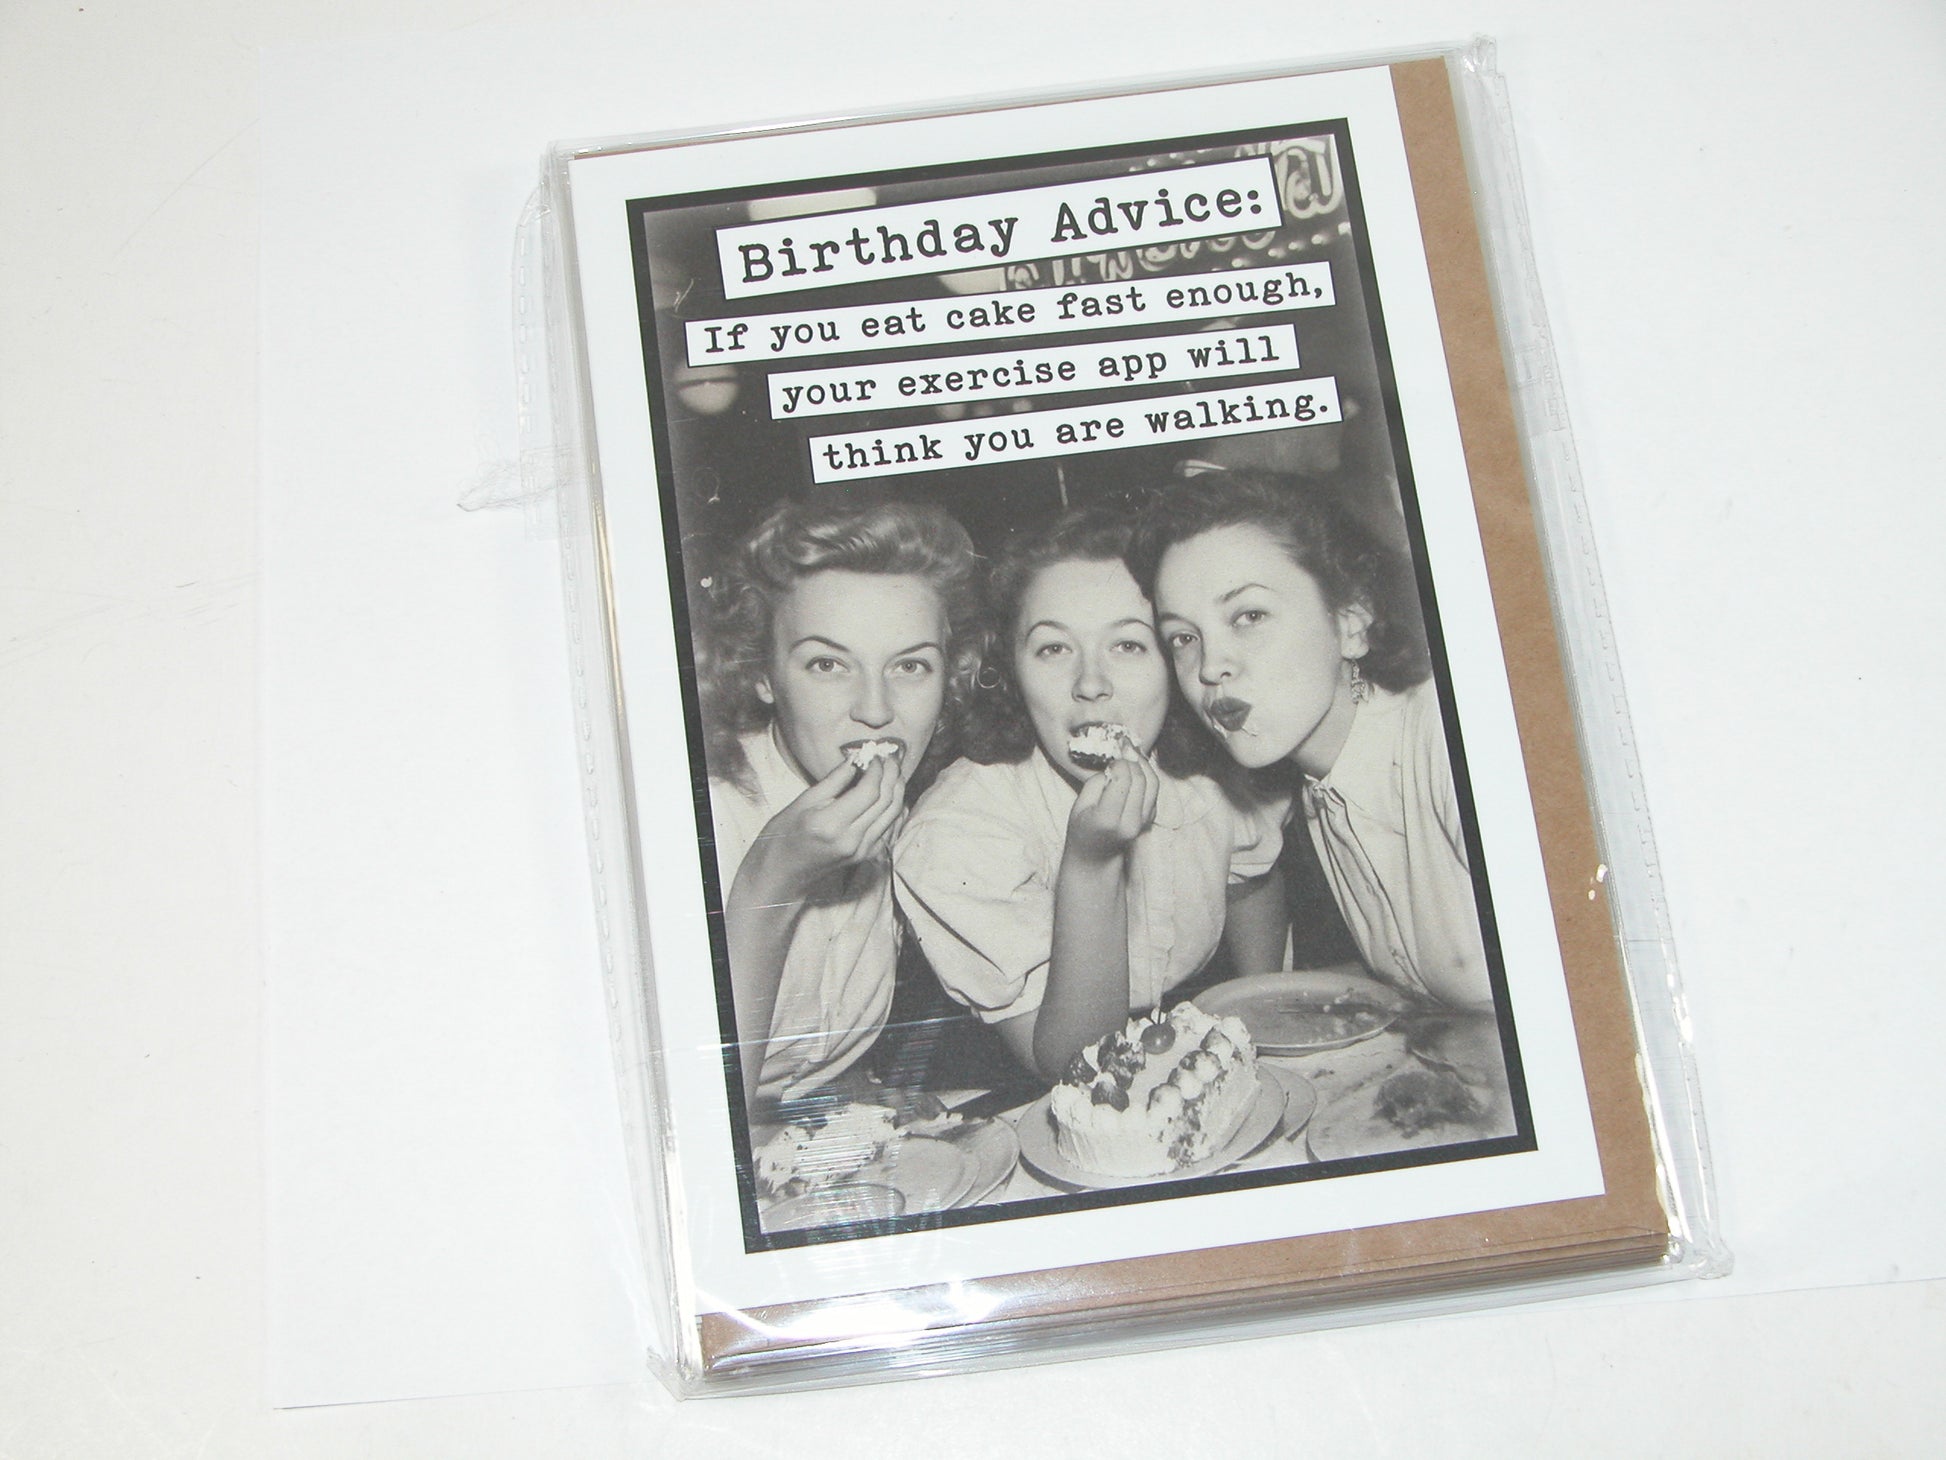 Birthday Advice:
If you eat cake fast enough,
your exercise app will
think you are walking.